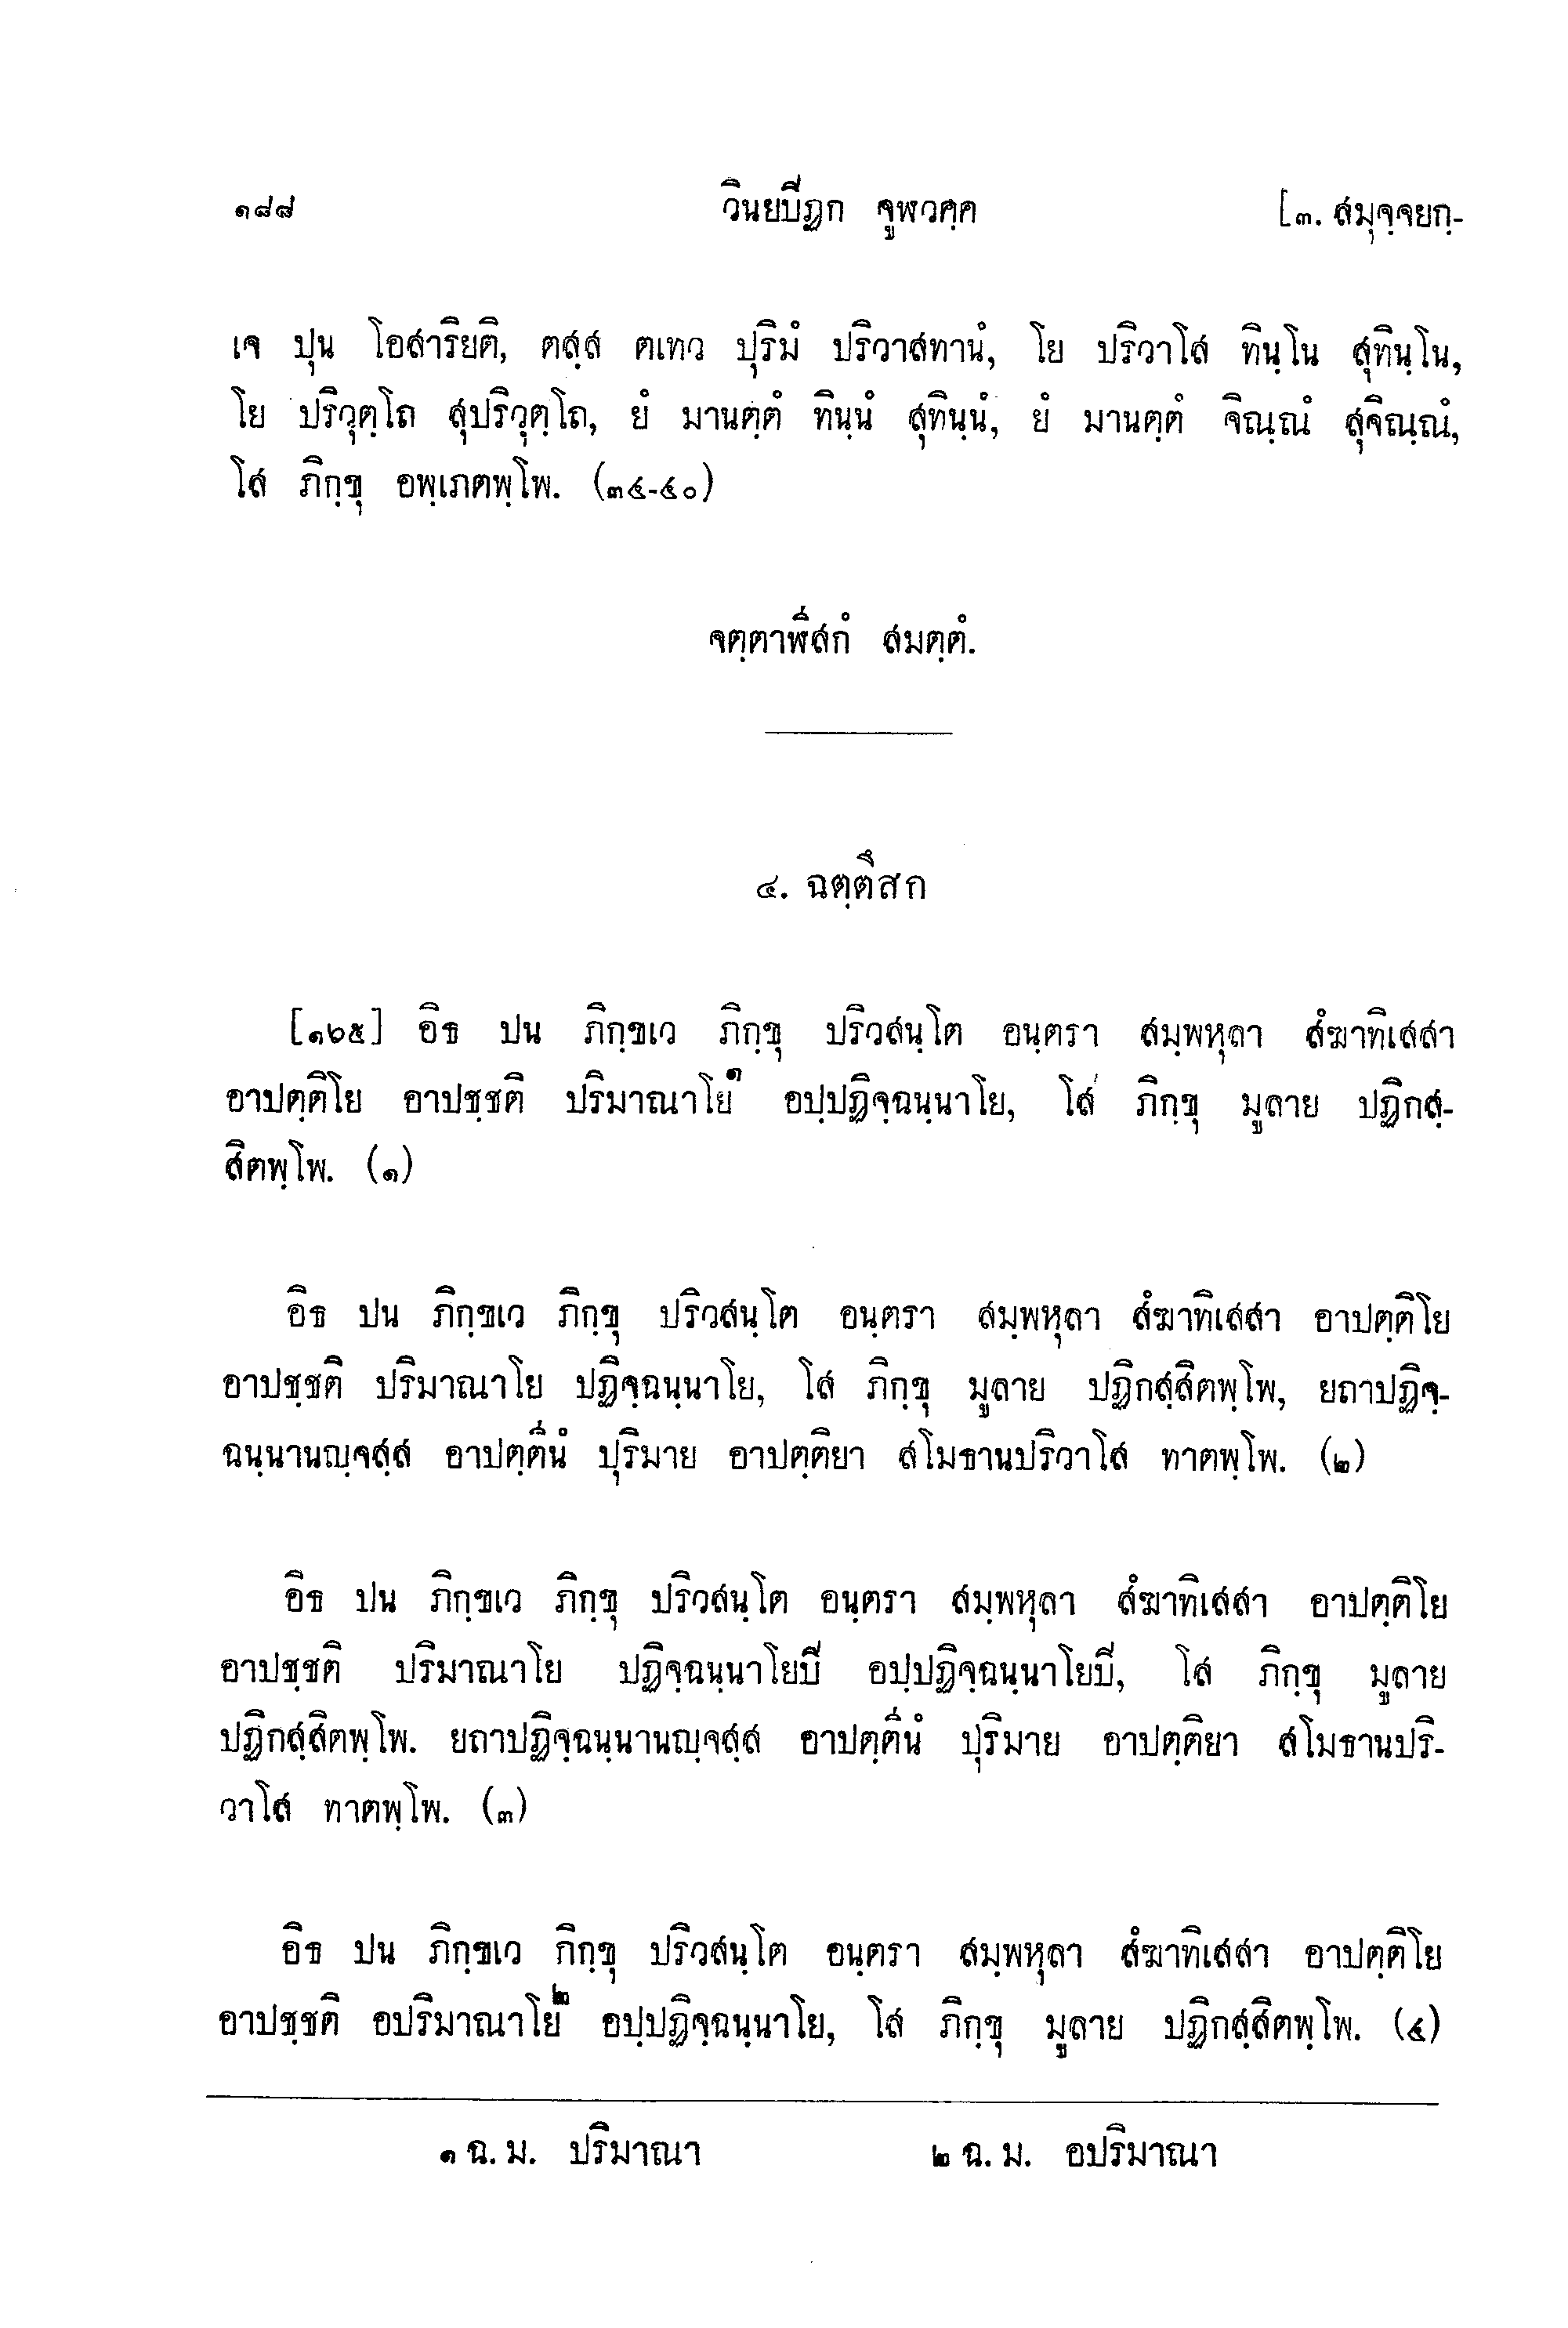 ๑๘๘ วินยปิฏก จูฬวคฺค [๓. สมุจฺจยกฺ-
เจ ปุน โอสาริยติ, ตสฺส ตเทว ปุริมํ ปริวาสทานํ, โย ปริวาโส ทินฺโน สุทินฺโน,
โย ปริวุตฺโถ สุปริวุตฺโถ, ยํ มานตฺตํ ทินฺนํ สุทินฺนํ, ยํ มานตฺตํ จิณฺณํ สุจิณฺณํ,
โส ภิกฺขุ อพฺเภตพฺโพ. (๓๔-๔๐)
จตฺตาฬีสกํ สมตฺตํ.
๔. ฉตฺตึสก
[๑๖๕] อิธ ปน ภิกฺขเว ภิกฺขุ ปริวสนฺโต อนฺตรา สมฺพหุลา สํฆาทิเสสา
อาปตฺติโย อาปชฺชติ ปริมาณาโย๑ อปฺปฏิจฺฉนฺนาโย, โส ภิกฺขุ มูลาย ปฏิกสฺ-
สิตพฺโพ. (๑)
อิธ ปน ภิกฺขเว ภิกฺขุ ปริวสนฺโต อนฺตรา สมฺพหุลา สํฆาทิเสสา อาปตฺติโย
อาปชฺชติ ปริมาณาโย ปฏิจฺฉนฺนาโย, โส ภิกฺขุ มูลาย ปฏิกสฺสิตพฺโพ, ยถาปฏิจฺ-
ฉนฺนานญฺจสฺส อาปตฺตีนํ ปุริมาย อาปตฺติยา สโมธานปริวาโส ทาตพฺโพ. (๒)
อิธ ปน ภิกฺขเว ภิกฺขุ ปริวสนฺโต อนฺตรา สมฺพหุลา สํฆาทิเสสา อาปตฺติโย
อาปชฺชติ ปริมาณาโย ปฏิจฺฉนฺนาโยปิ อปฺปฏิจฺฉนฺนาโยปิ, โส ภิกฺขุ มูลาย
ปฏิกสฺสิตพฺโพ. ยถาปฏิจฺฉนฺนานญฺจสฺส อาปตฺตีนํ ปุริมาย อาปตฺติยา สโมธานปริ-
วาโส ทาตพฺโพ. (๓)
อิธ ปน ภิกฺขเว ภิกฺขุ ปริวสนฺโต อนฺตรา สมฺพหุลา สํฆาทิเสสา อาปตฺติโย
อาปชฺชติ อปริมาณาโย๒ อปฺปฏิจฺฉนฺนาโย, โส ภิกฺขุ มูลาย ปฏิกสฺสิตพฺโพ. (๔)
๑ ฉ. ม. ปริมาณา ๒ ฉ. ม. อปริมาณา